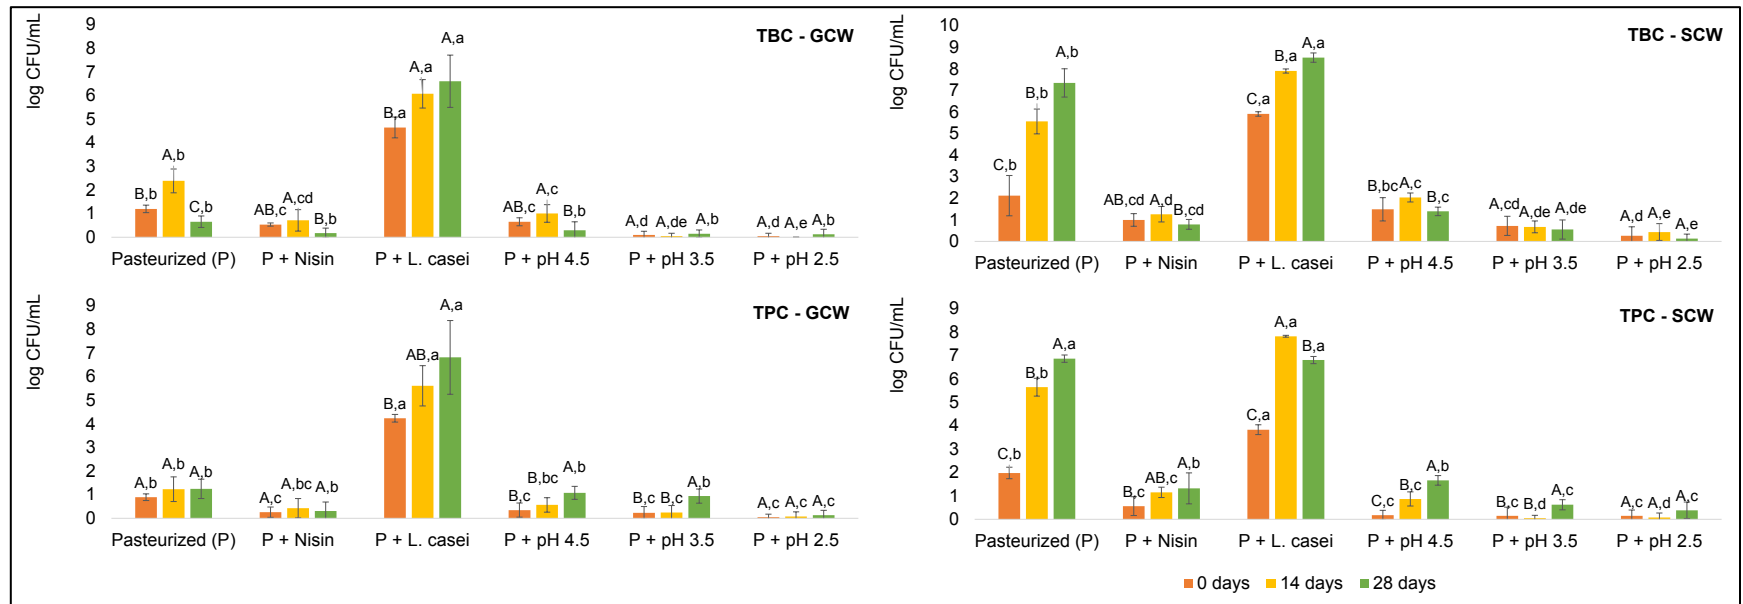 TBC - GCW
log CFU/mL
9
8
7
6
5
4
3
2
1
0
B,b A,b C,b
AB,c A,cd B,b
B,a A,a A,a
AB,c A,c B,b
A,d A,de A,b
A,d A,e A,b
Pasteurized (P) P + Nisin P + L. casei P + pH 4.5 P + pH 3.5 P + pH 2.5
TBC - SCW
log CFU/mL
10
9
8
7
6
5
4
3
2
1
0
C,b B,b A,b
AB,cd A,d B,cd
C,a B,a A,a
B,bc A,c B,c
A,cd A,de A,de
A,d A,e A,e
Pasteurized (P) P + Nisin P + L. casei P + pH 4.5 P + pH 3.5 P + pH 2.5
TPC - GCW
log CFU/mL
9
8
7
6
5
4
3
2
1
0
A,b A,b A,b
A,c A,bc A,b
B,a AB,a A,a
B,c B,bc A,b
B,c B,c A,b
A,c A,c A,c
Pasteurized (P) P + Nisin P + L. casei P + pH 4.5 P + pH 3.5 P + pH 2.5
TPC - SCW
log CFU/mL
9
8
7
6
5
4
3
2
1
0
C,b B,b A,a
B,c AB,c A,b
C,a A,a B,a
C,c B,c A,b
B,c B,d A,c
A,c A,d A,c
Pasteurized (P) P + Nisin P + L. casei P + pH 4.5 P + pH 3.5 P + pH 2.5
0 days 14 days 28 days